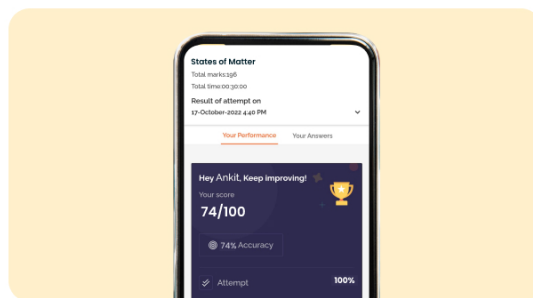 States of Matter
Total marks:196
Total time:00:30:00
Result of attempt on
17-October-2022 4:40 PM
Your Performance Your Answers
Hey Ankit, Keep improving!
Your score
74/100
74% Accuracy
Attempt 100%